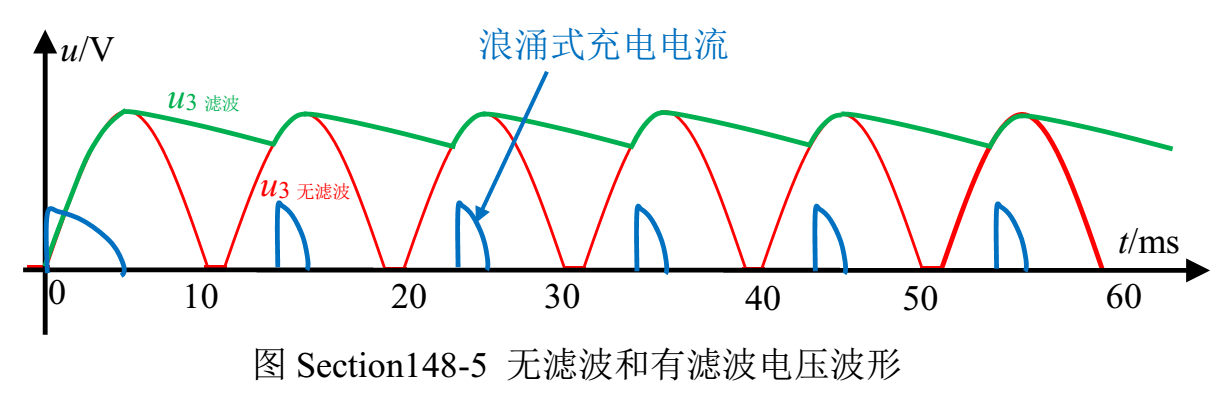 u/V
浪涌式充电电流
u3 滤波
u3 无滤波
t/ms
0 10 20 30 40 50 60
图 Section148-5 无滤波和有滤波电压波形